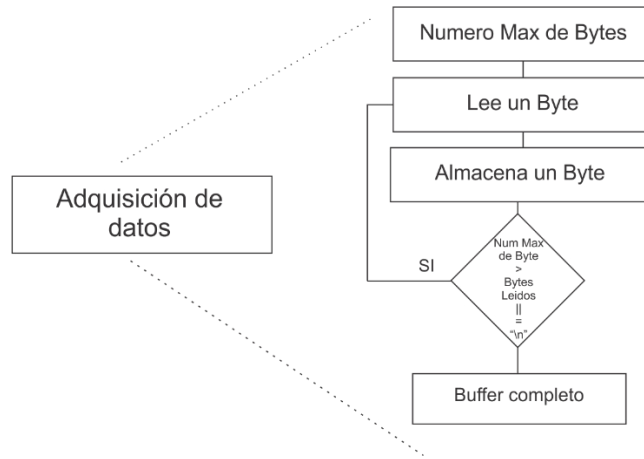 Numero Max de Bytes
Lee un Byte
Almacena un Byte
Adquisición de
datos
SI
Num Max
de Byte
>
Bytes
Leidos
||
=
“\n”
Buffer completo